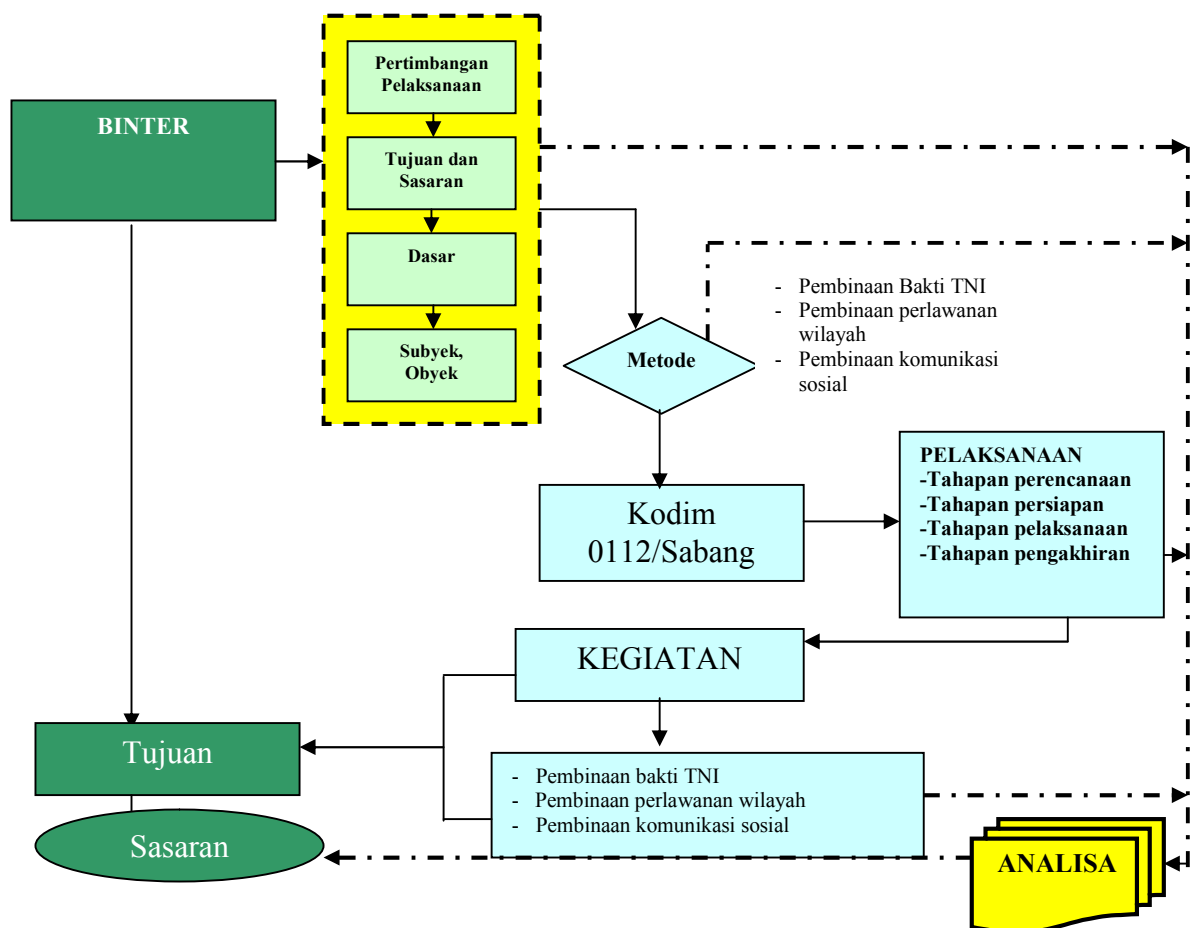 Pertimbangan
Pelaksanaan
BINTER
Tujuan dan
Sasaran
Dasar
Subyek,
Obyek
Metode
- Pembinaan Bakti TNI
- Pembinaan perlawanan
wilayah
- Pembinaan komunikasi
sosial
Kodim
0112/Sabang
PELAKSANAAN
-Tahapan perencanaan
-Tahapan persiapan
-Tahapan pelaksanaan
-Tahapan pengakhiran
KEGIATAN
Tujuan
- Pembinaan bakti TNI
- Pembinaan perlawanan wilayah
- Pembinaan komunikasi sosial
Sasaran
ANALISA